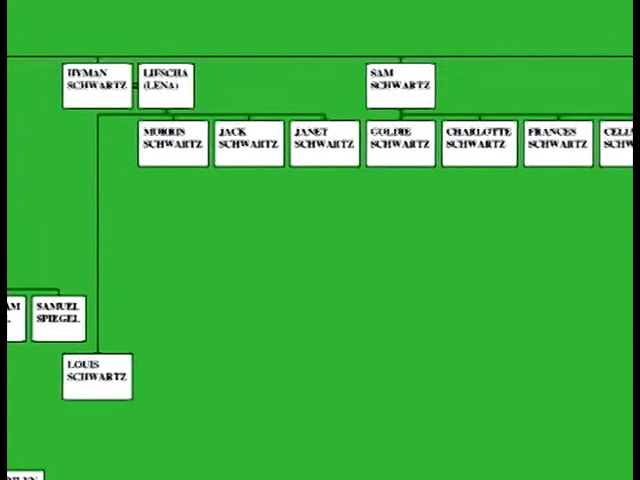 HYMAN
SCHWARTZ
LIFSCHA
(LENA)
SAM
SCHWARTZ
MORRIS
SCHWARTZ
JACK
SCHWARTZ
JANET
SCHWARTZ
GOLDIE
SCHWARTZ
CHARLOTTE
SCHWARTZ
FRANCES
SCHWARTZ
SAMUEL
SPIEGEL
LOUIS
SCHWARTZ